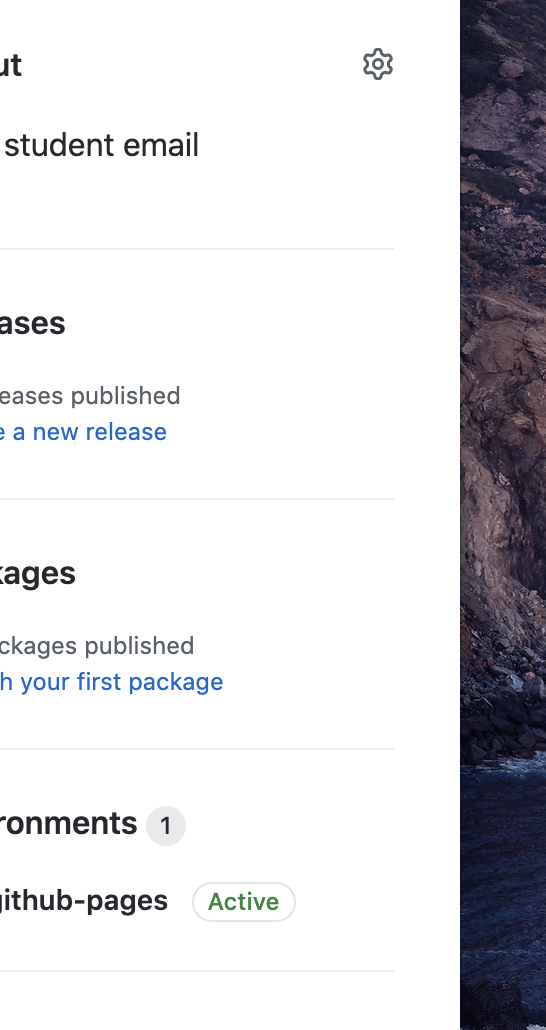 ut
student email
ases
eases published
e a new release
kages
ckages published
h your first package
ronments 1
github-pages Active